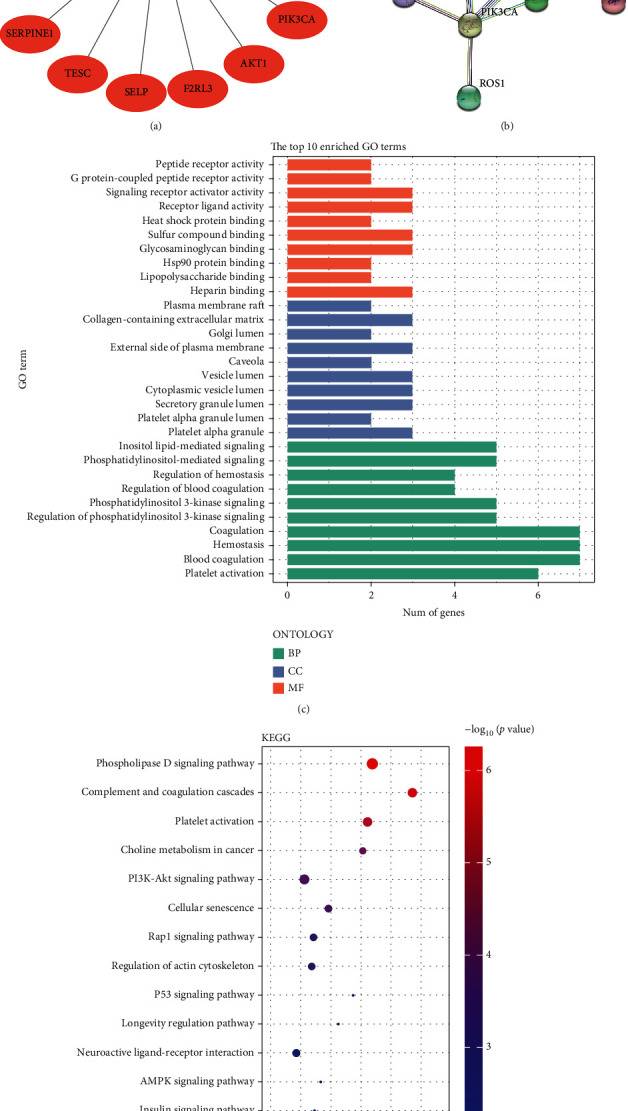 PIK3CA
SERPINE1
TESC
SELP
F2RL3
AKT1
(a)
PIK3CA
ROS1
(b)
The top 10 enriched GO terms
GO term
Peptide receptor activity
G protein-coupled peptide receptor activity
Signaling receptor activator activity
Receptor ligand activity
Heat shock protein binding
Sulfur compound binding
Glycosaminoglycan binding
Hsp90 protein binding
Lipopolysaccharide binding
Heparin binding
Plasma membrane raft
Collagen-containing extracellular matrix
Golgi lumen
External side of plasma membrane
Caveola
Vesicle lumen
Cytoplasmic vesicle lumen
Secretory granule lumen
Platelet alpha granule lumen
Platelet alpha granule
Inositol lipid-mediated signaling
Phosphatidylinositol-mediated signaling
Regulation of hemostasis
Regulation of blood coagulation
Phosphatidylinositol 3-kinase signaling
Regulation of phosphatidylinositol 3-kinase signaling
Coagulation
Hemostasis
Blood coagulation
Platelet activation
0 2 4 6
Num of genes
ONTOLOGY
BP
CC
MF
(c)
KEGG
Phospholipase D signaling pathway
Complement and coagulation cascades
Platelet activation
Choline metabolism in cancer
PI3K-Akt signaling pathway
Cellular senescence
Rap1 signaling pathway
Regulation of actin cytoskeleton
P53 signaling pathway
Longevity regulation pathway
Neuroactive ligand-receptor interaction
AMPK signaling pathway
Insulin signaling pathway
−log10 (p value)
6
5
4
3